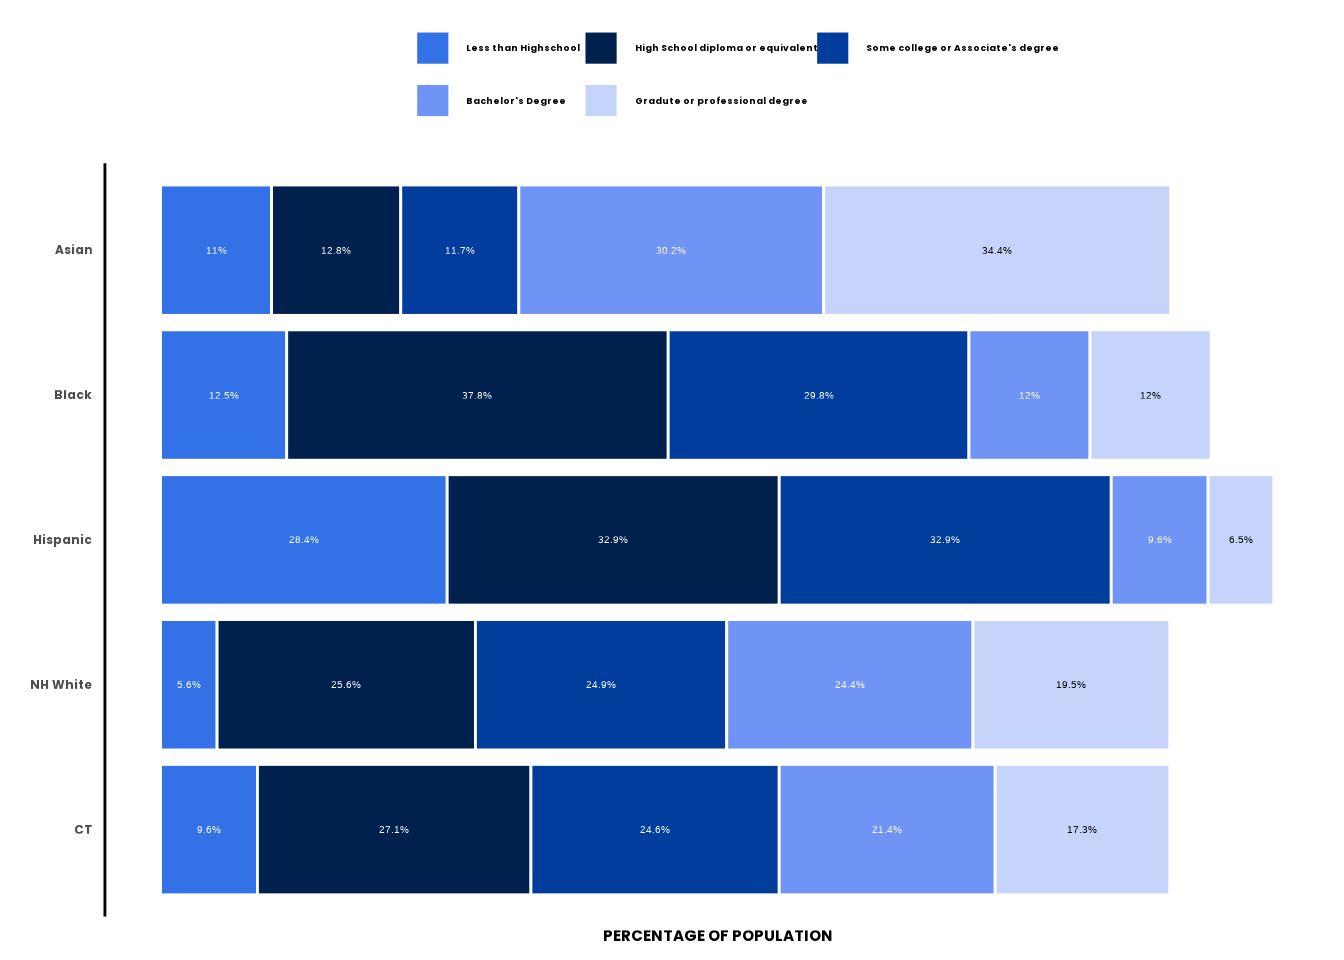 Less than Highschool High School diploma or equivalent Some college or Associate's degree
Bachelor's Degree Gradute or professional degree
Asian 11% 12.8% 11.7% 30.2% 34.4%
Black 12.5% 37.8% 29.8% 12% 12%
Hispanic 28.4% 32.9% 32.9% 9.6% 6.5%
NH White 5.6% 25.6% 24.9% 24.4% 19.5%
CT 9.6% 27.1% 24.6% 21.4% 17.3%
PERCENTAGE OF POPULATION